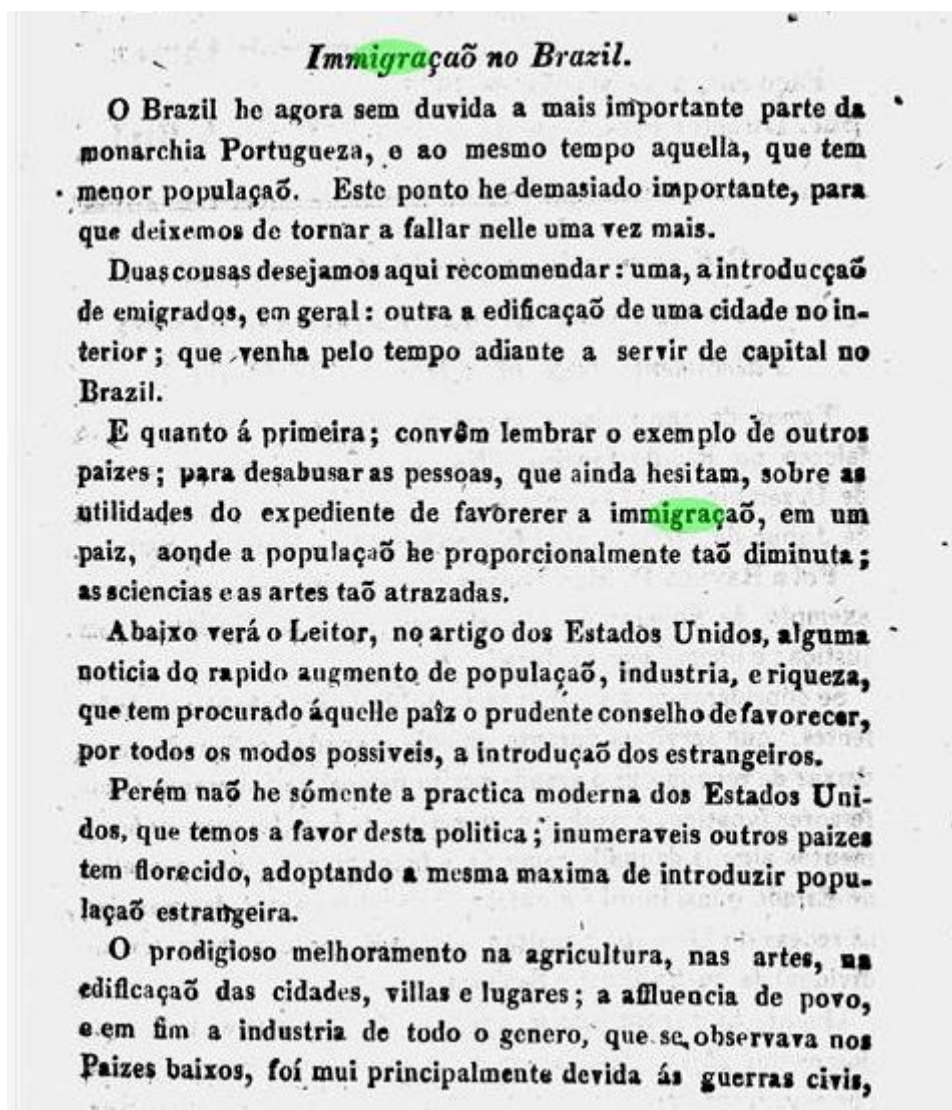 Immigraçaõ no Brazil.
O Brazil he agora sem duvida a mais importante parte da
monarchia Portugueza, e ao mesmo tempo aquella, que tem
menor populaçaõ. Este ponto he demasiado importante, para
que deixemos de tornar a fallar nelle uma vez mais.
Duas cousas desejamos aqui recommendar: uma, a introducçaõ
de emigrados, em geral: outra a edificaçaõ de uma cidade no in-
terior; que venha pelo tempo adiante a servir de capital no
Brazil.
E quanto á primeira; convêm lembrar o exemplo de outros
paizes; para desabusar as pessoas, que ainda hesitam, sobre as
utilidades do expediente de favorerer a immigraçaõ, em um
paiz, aonde a populaçaõ he proporcionalmente taõ diminuta;
as sciencias e as artes taõ atrazadas.
Abaixo verá o Leitor, no artigo dos Estados Unidos, alguma
noticia do rapido augmento de populaçaõ, industria, e riqueza,
que tem procurado áquelle paîz o prudente conselho de favorecer,
por todos os modos possiveis, a introduçaõ dos estrangeiros.
Perém naõ he sómente a practica moderna dos Estados Uni-
dos, que temos a favor desta politica; inumeraveis outros paizes
tem florecido, adoptando a mesma maxima de introduzir popu-
laçaõ estrangeira.
O prodigioso melhoramento na agricultura, nas artes, na
edificaçaõ das cidades, villas e lugares; a affluencia de povo,
e em fim a industria de todo o genero, que se observava nos
Paizes baixos, foí mui principalmente devida ás guerras civis,